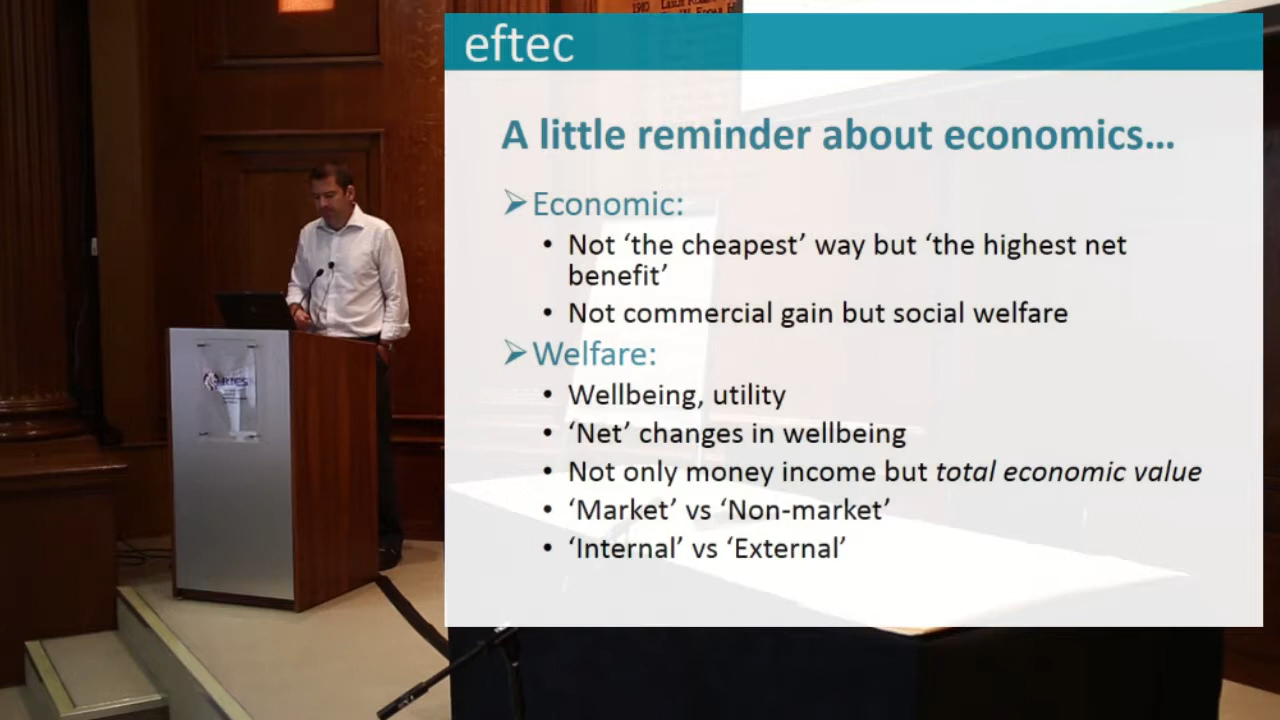 eftec
A little reminder about economics...
➢Economic:
• Not ‘the cheapest’ way but ‘the highest net
benefit’
• Not commercial gain but social welfare
➢Welfare:
• Wellbeing, utility
• ‘Net’ changes in wellbeing
• Not only money income but total economic value
• ‘Market’ vs ‘Non-market’
• ‘Internal’ vs ‘External’